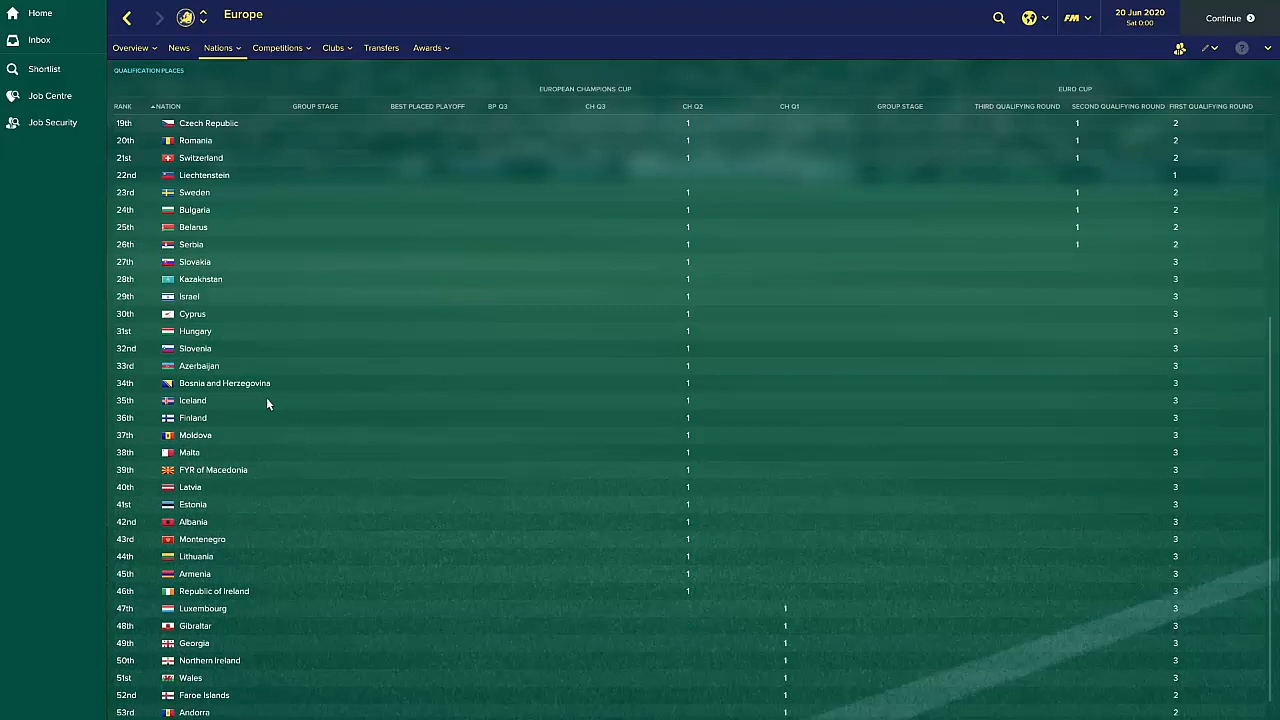 Home
Europe
20 Jun 2020
Sat 0:00
FM
Continue
Inbox
Overview News Nations Competitions Clubs Transfers Awards
Shortlist
Job Centre
Job Security
QUALIFICATION PLACES
EUROPEAN CHAMPIONS CUP EURO CUP
RANK NATION GROUP STAGE BEST PLACED PLAYOFF BP Q3 CH Q3 CH Q2 CH Q1 GROUP STAGE THIRD QUALIFYING ROUND SECOND QUALIFYING ROUND FIRST QUALIFYING ROUND
19th Czech Republic 1 1 2
20th Romania 1 1 2
21st Switzerland 1 1 2
22nd Liechtenstein 1
23rd Sweden 1 1 2
24th Bulgaria 1 1 2
25th Belarus 1 1 2
26th Serbia 1 1 2
27th Slovakia 1 3
28th Kazakhstan 1 3
29th Israel 1 3
30th Cyprus 1 3
31st Hungary 1 3
32nd Slovenia 1 3
33rd Azerbaijan 1 3
34th Bosnia and Herzegovina 1 3
35th Iceland 1 3
36th Finland 1 3
37th Moldova 1 3
38th Malta 1 3
39th FYR of Macedonia 1 3
40th Latvia 1 3
41st Estonia 1 3
42nd Albania 1 3
43rd Montenegro 1 3
44th Lithuania 1 3
45th Armenia 1 3
46th Republic of Ireland 1 3
47th Luxembourg 1 3
48th Gibraltar 1 3
49th Georgia 1 3
50th Northern Ireland 1 3
51st Wales 1 3
52nd Faroe Islands 1 2
53rd Andorra 1 2